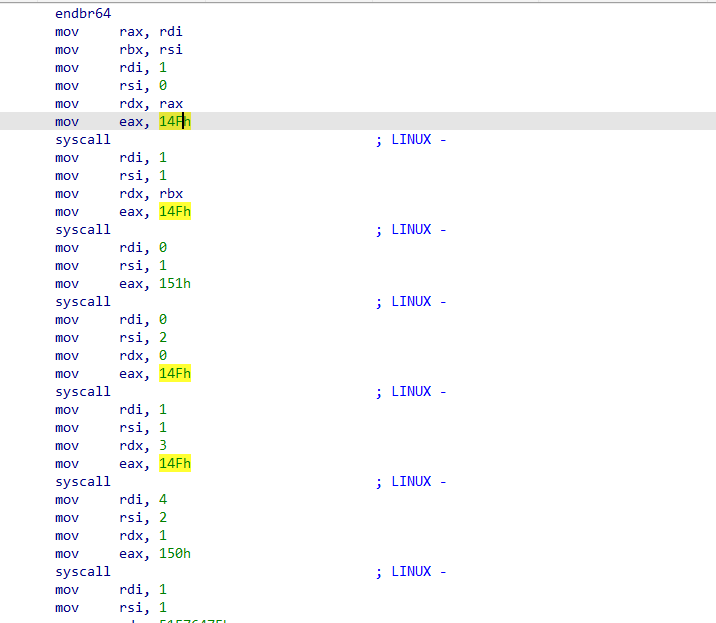 endbr64
mov rax, rdi
mov rbx, rsi
mov rdi, 1
mov rsi, 0
mov rdx, rax
mov eax, 14Fh
syscall ; LINUX -
mov rdi, 1
mov rsi, 1
mov rdx, rbx
mov eax, 14Fh
syscall ; LINUX -
mov rdi, 0
mov rsi, 1
mov eax, 151h
syscall ; LINUX -
mov rdi, 0
mov rsi, 2
mov rdx, 0
mov eax, 14Fh
syscall ; LINUX -
mov rdi, 1
mov rsi, 1
mov rdx, 3
mov eax, 14Fh
syscall ; LINUX -
mov rdi, 4
mov rsi, 2
mov rdx, 1
mov eax, 150h
syscall ; LINUX -
mov rdi, 1
mov rsi, 1